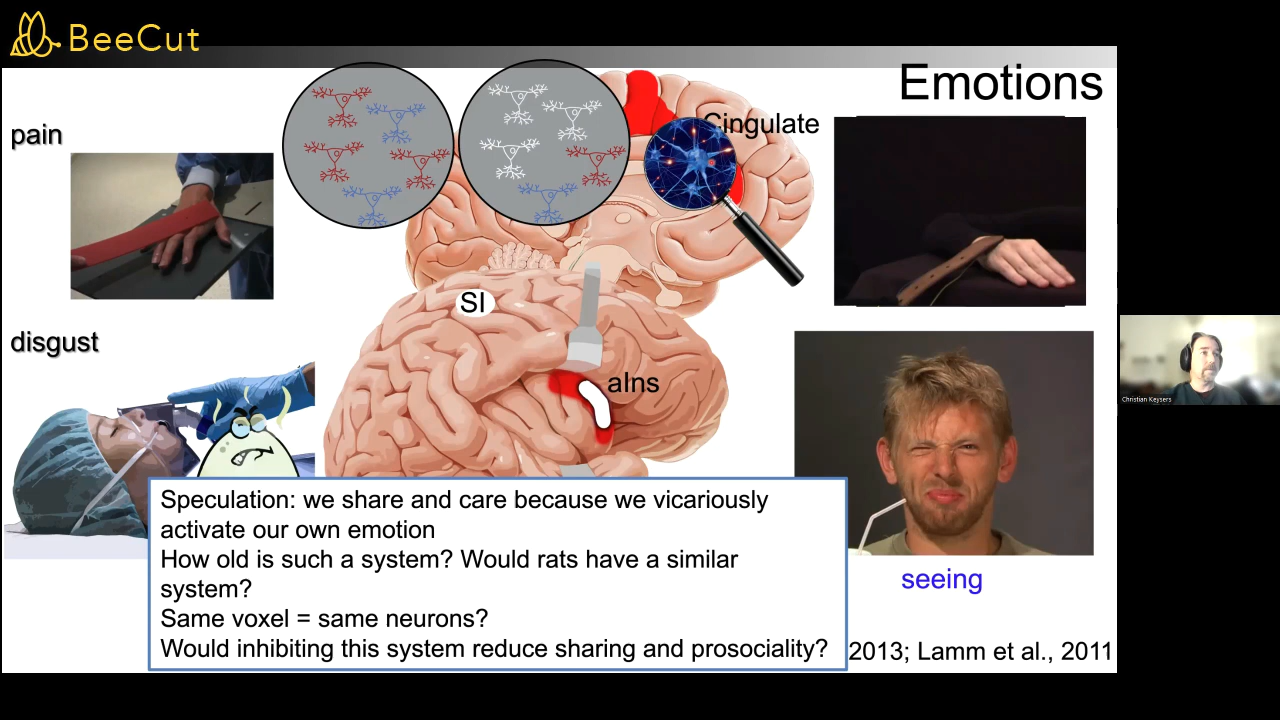 BeeCut
Emotions
pain
Cingulate
SI
disgust
aIns
Christian Keysers
Speculation: we share and care because we vicariously
activate our own emotion
How old is such a system? Would rats have a similar
system?
Same voxel = same neurons?
Would inhibiting this system reduce sharing and prosociality?
seeing
2013; Lamm et al., 2011